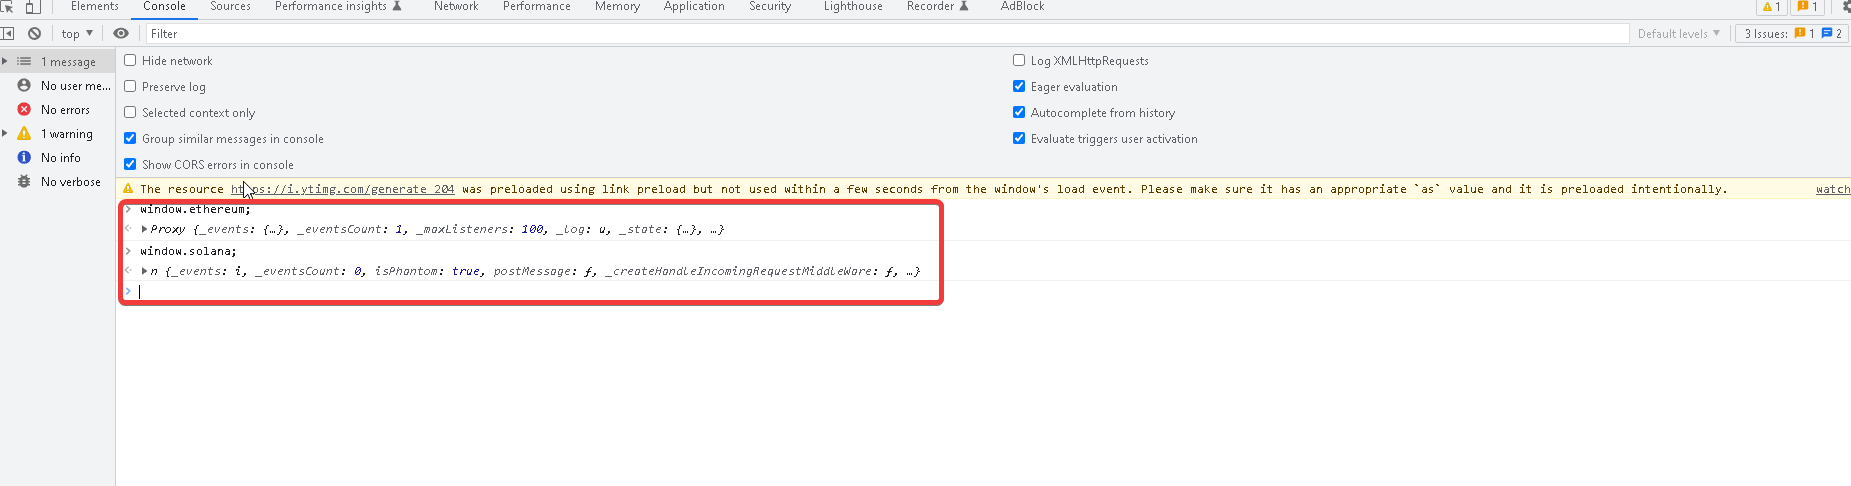 Elements Console Sources Performance insights Network Performance Memory Application Security Lighthouse Recorder AdBlock 1 1
top ▼ Filter Default levels ▼ 3 Issues: 1 2
1 message
No user me...
No errors
1 warning
No info
No verbose
Hide network
Log XMLHttpRequests
Preserve log
Eager evaluation
Selected context only
Autocomplete from history
Group similar messages in console
Evaluate triggers user activation
Show CORS errors in console
The resource https://i.ytimg.com/generate_204 was preloaded using link preload but not used within a few seconds from the window's load event. Please make sure it has an appropriate `as` value and it is preloaded intentionally. watch
> window.ethereum;
<· ▶Proxy {_events: {…}, _eventsCount: 1, _maxListeners: 100, _log: u, _state: {…}, …}
> window.solana;
<· ▶n {_events: i, _eventsCount: 0, isPhantom: true, postMessage: ƒ, _createHandleIncomingRequestMiddleWare: ƒ, …}
>